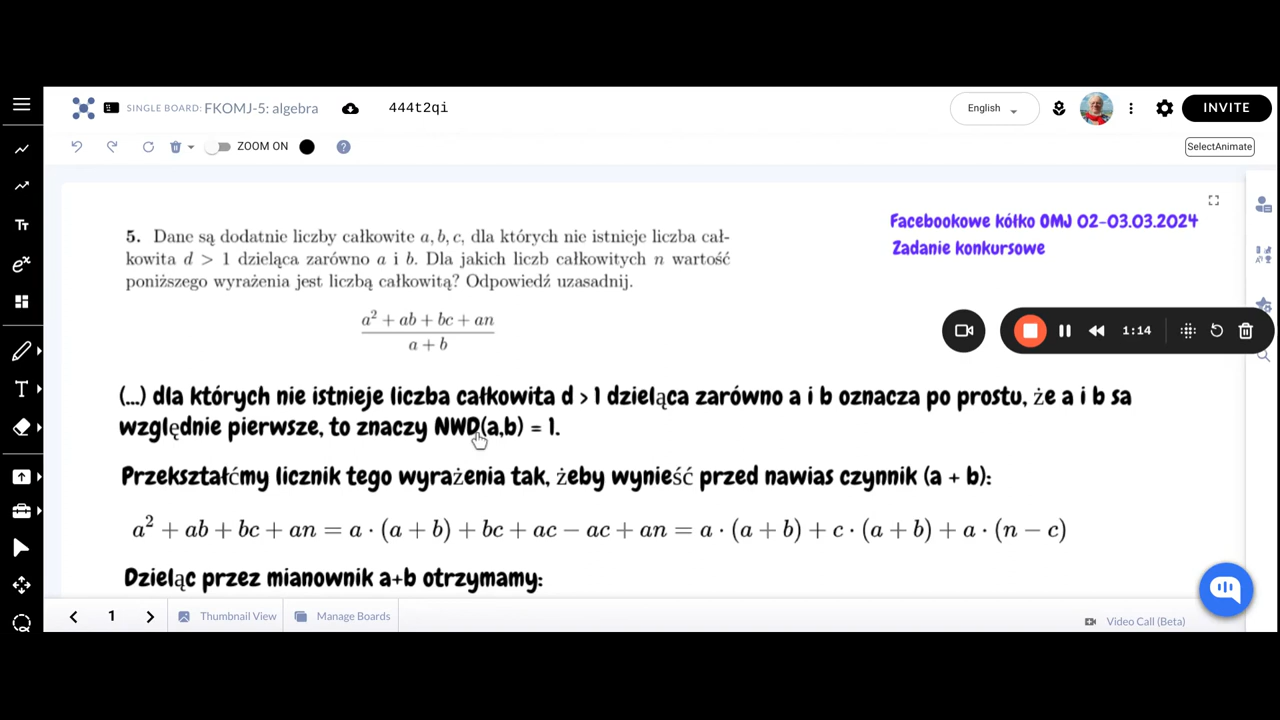 SINGLE BOARD: FKOMJ-5: algebra
444t2qi
English
INVITE
ZOOM ON
SelectAnimate
Facebookowe kółko OMJ 02-03.03.2024
Zadanie konkursowe
5. Dane są dodatnie liczby całkowite a, b, c, dla których nie istnieje liczba cał-
kowita d > 1 dzieląca zarówno a i b. Dla jakich liczb całkowitych n wartość
poniższego wyrażenia jest liczbą całkowitą? Odpowiedź uzasadnij.
a² + ab + bc + an
a + b
1:14
(...) dla których nie istnieje liczba całkowita d > 1 dzieląca zarówno a i b oznacza po prostu, że a i b sa
względnie pierwsze, to znaczy NWD(a,b) = 1.
Przekształćmy licznik tego wyrażenia tak, żeby wynieść przed nawias czynnik (a + b):
a² + ab + bc + an = a · (a + b) + bc + ac − ac + an = a · (a + b) + c · (a + b) + a · (n − c)
Dzieląc przez mianownik a+b otrzymamy:
1
Thumbnail View
Manage Boards
Video Call (Beta)